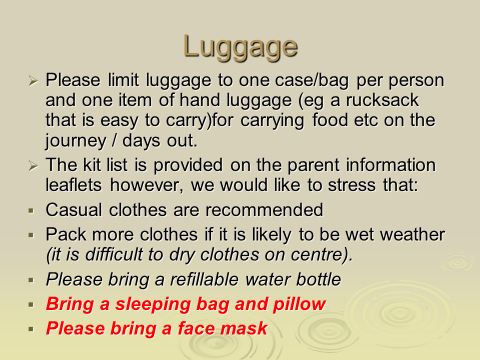 Luggage
Please limit luggage to one case/bag per person
and one item of hand luggage (eg a rucksack
that is easy to carry)for carrying food etc on the
journey / days out.
The kit list is provided on the parent information
leaflets however, we would like to stress that:
Casual clothes are recommended
Pack more clothes if it is likely to be wet weather
(it is difficult to dry clothes on centre).
Please bring a refillable water bottle
Bring a sleeping bag and pillow
Please bring a face mask